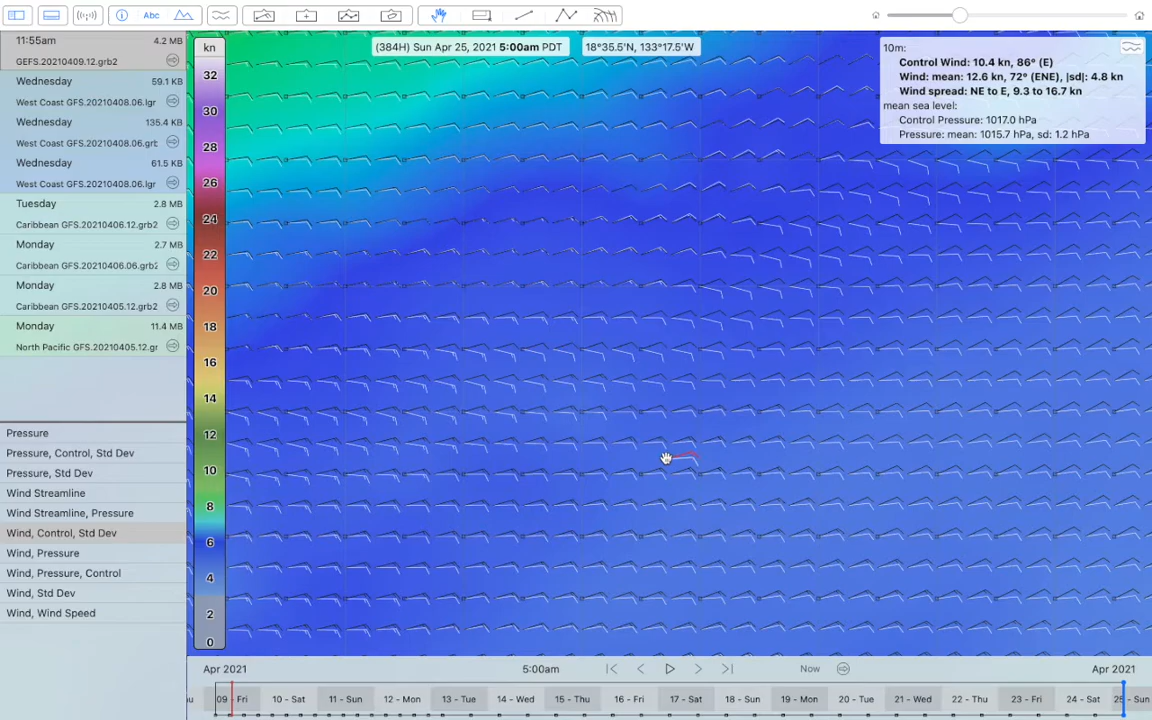 Abc
11:55am 4.2 MB
GEFS.20210409.12.grb2
Wednesday 59.1 KB
West Coast GFS.20210408.06.lgr
Wednesday 135.4 KB
West Coast GFS.20210408.06.grt
Wednesday 61.5 KB
West Coast GFS.20210408.06.lgr
Tuesday 2.8 MB
Caribbean GFS.20210406.12.grb2
Monday 2.7 MB
Caribbean GFS.20210406.06.grb2
Monday 2.8 MB
Caribbean GFS.20210405.12.grb2
Monday 11.4 MB
North Pacific GFS.20210405.12.gr
Pressure
Pressure, Control, Std Dev
Pressure, Std Dev
Wind Streamline
Wind Streamline, Pressure
Wind, Control, Std Dev
Wind, Pressure
Wind, Pressure, Control
Wind, Std Dev
Wind, Wind Speed
kn
32
30
28
26
24
22
20
18
16
14
12
10
8
6
4
2
0
(384H) Sun Apr 25, 2021 5:00am PDT
18°35.5'N, 133°17.5'W
10m:
Control Wind: 10.4 kn, 86° (E)
Wind: mean: 12.6 kn, 72° (ENE), |sd|: 4.8 kn
Wind spread: NE to E, 9.3 to 16.7 kn
mean sea level:
Control Pressure: 1017.0 hPa
Pressure: mean: 1015.7 hPa, sd: 1.2 hPa
Apr 2021 5:00am Now Apr 2021
09 - Fri 10 - Sat 11 - Sun 12 - Mon 13 - Tue 14 - Wed 15 - Thu 16 - Fri 17 - Sat 18 - Sun 19 - Mon 20 - Tue 21 - Wed 22 - Thu 23 - Fri 24 - Sat 25 - Sun